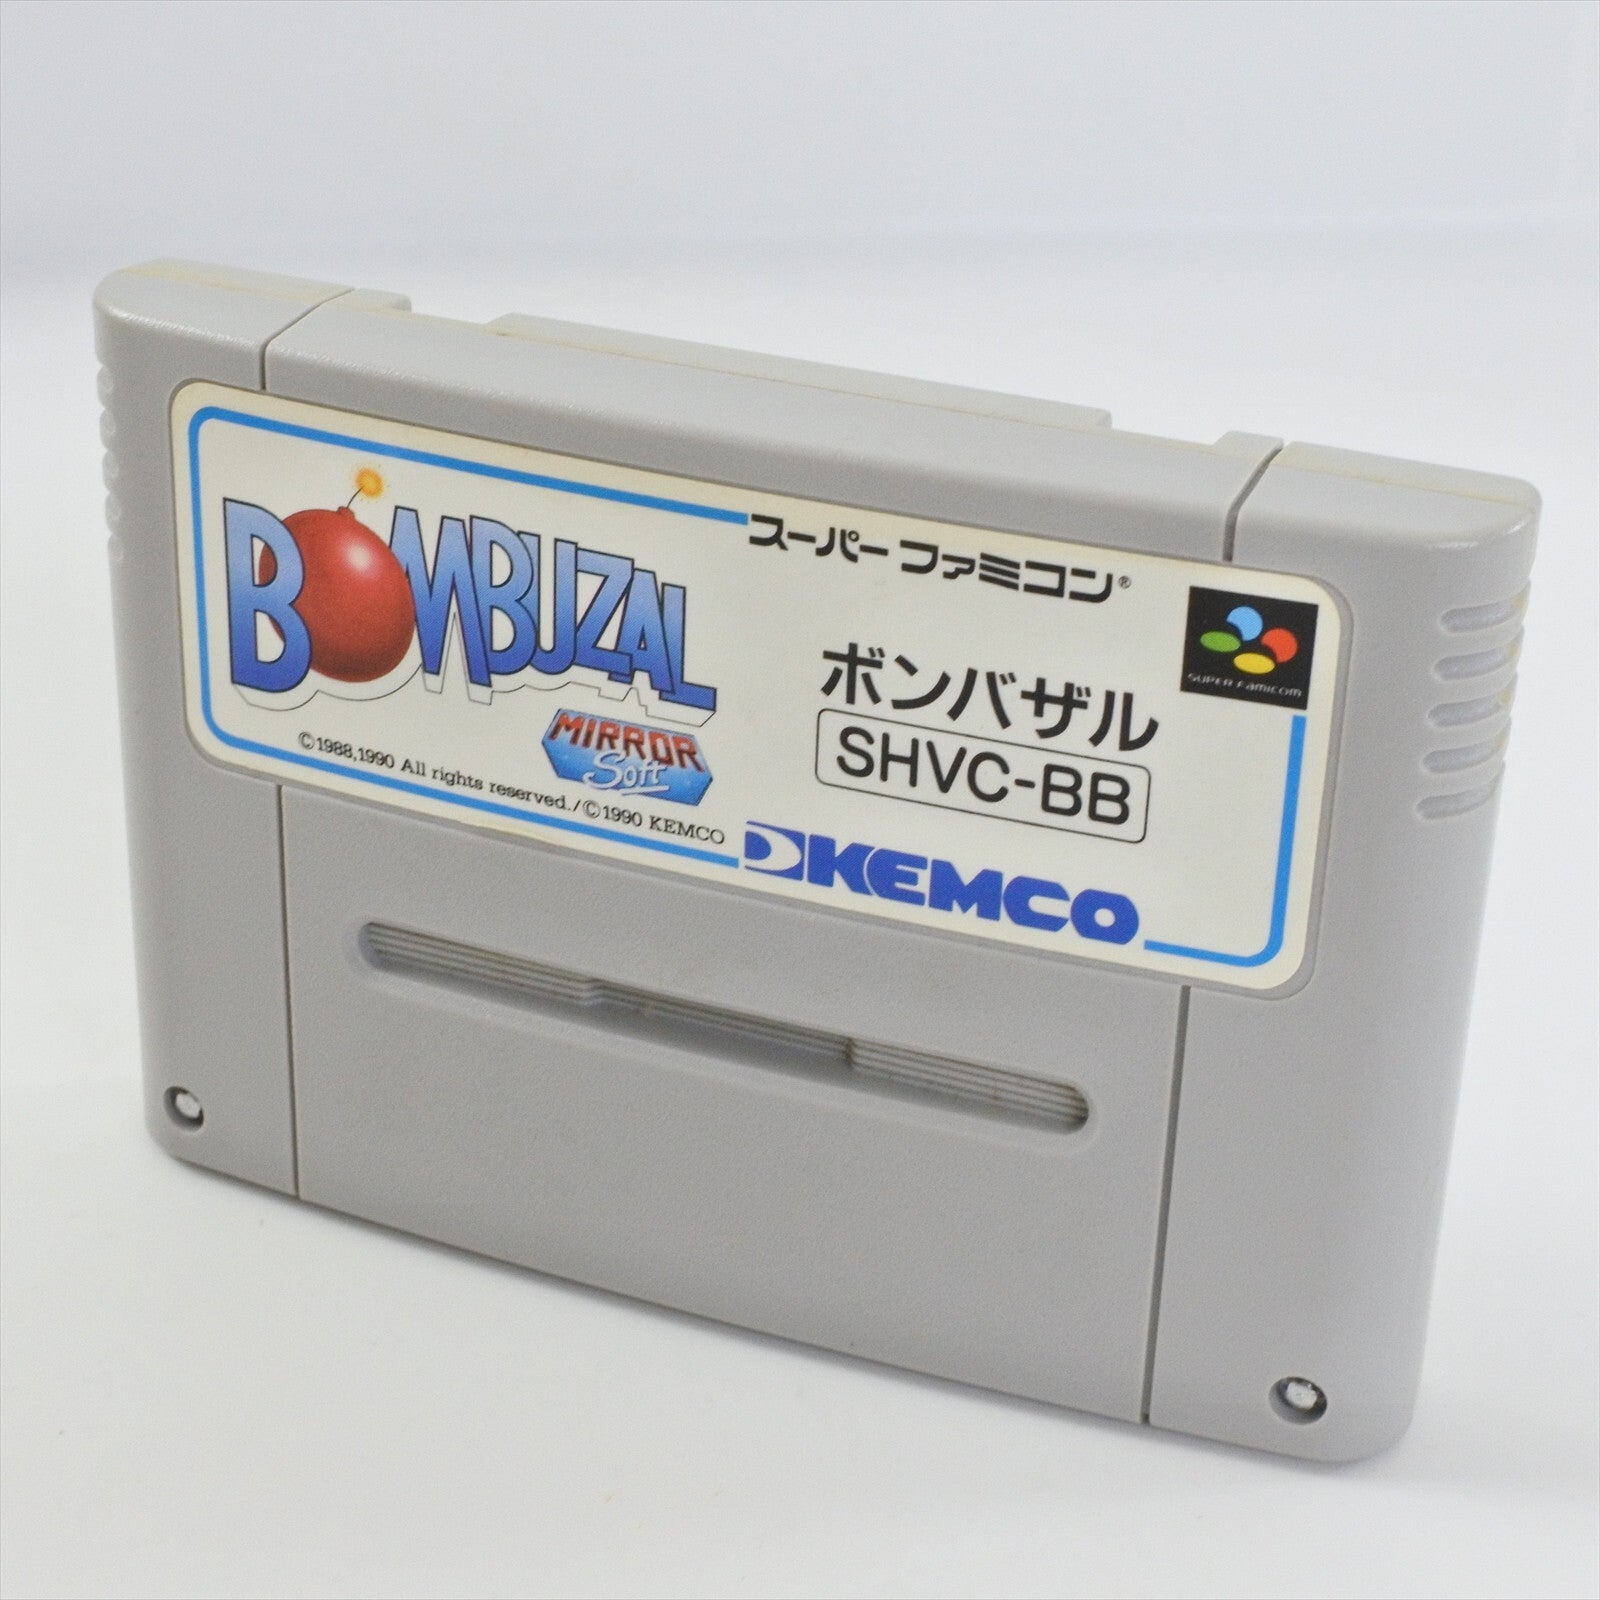 スーパーファミコン®
BOMBUZAL
ボンバザル
SUPER FAMICOM
MIRROR
Soft
SHVC-BB
©1988,1990 All rights reserved./©1990 KEMCO
KEMCO